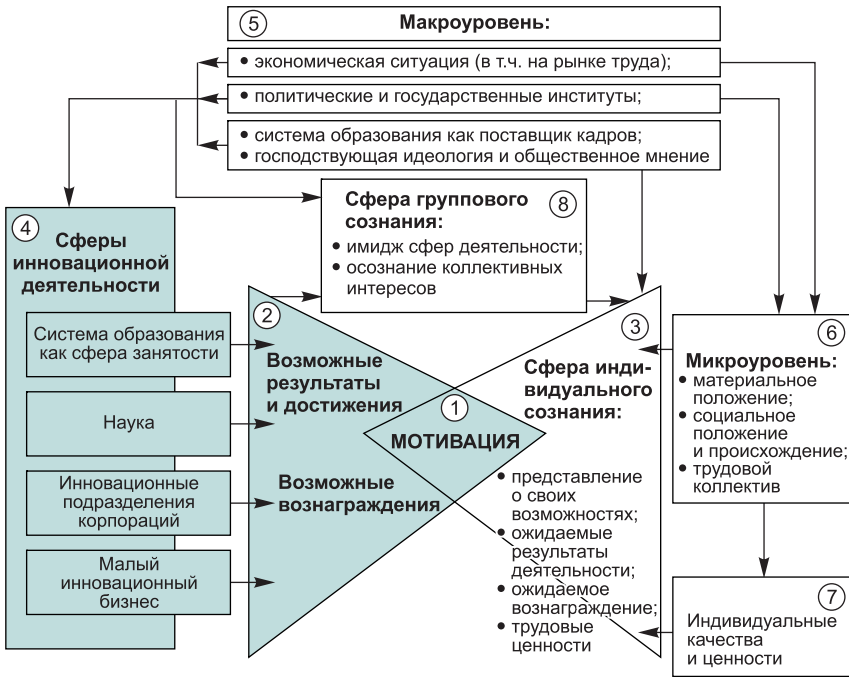 5
Макроуровень:
• экономическая ситуация (в т.ч. на рынке труда);
• политические и государственные институты;
• система образования как поставщик кадров;
• господствующая идеология и общественное мнение
8
Сфера группового
сознания:
• имидж сфер деятельности;
• осознание коллективных
интересов
4
Сферы
инновационной
деятельности
Система образования
как сфера занятости
Наука
Инновационные
подразделения
корпораций
Малый
инновационный
бизнес
2
Возможные
результаты
и достижения
Возможные
вознаграждения
1
МОТИВАЦИЯ
3
Сфера инди-
видуального
сознания:
• представление
о своих
возможностях;
• ожидаемые
результаты
деятельности;
• ожидаемое
вознаграждение;
• трудовые
ценности
6
Микроуровень:
• материальное
положение;
• социальное
положение
и происхождение;
• трудовой
коллектив
7
Индивидуальные
качества
и ценности